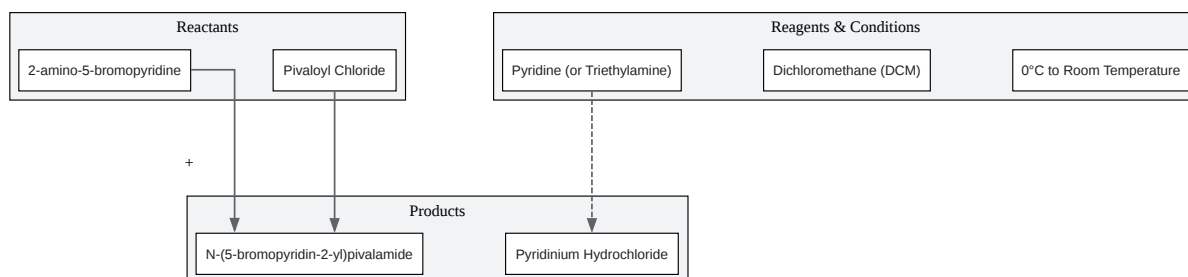 Reactants
Reagents & Conditions
2-amino-5-bromopyridine
Pivaloyl Chloride
Pyridine (or Triethylamine)
Dichloromethane (DCM)
0°C to Room Temperature
+
Products
N-(5-bromopyridin-2-yl)pivalamide
Pyridinium Hydrochloride